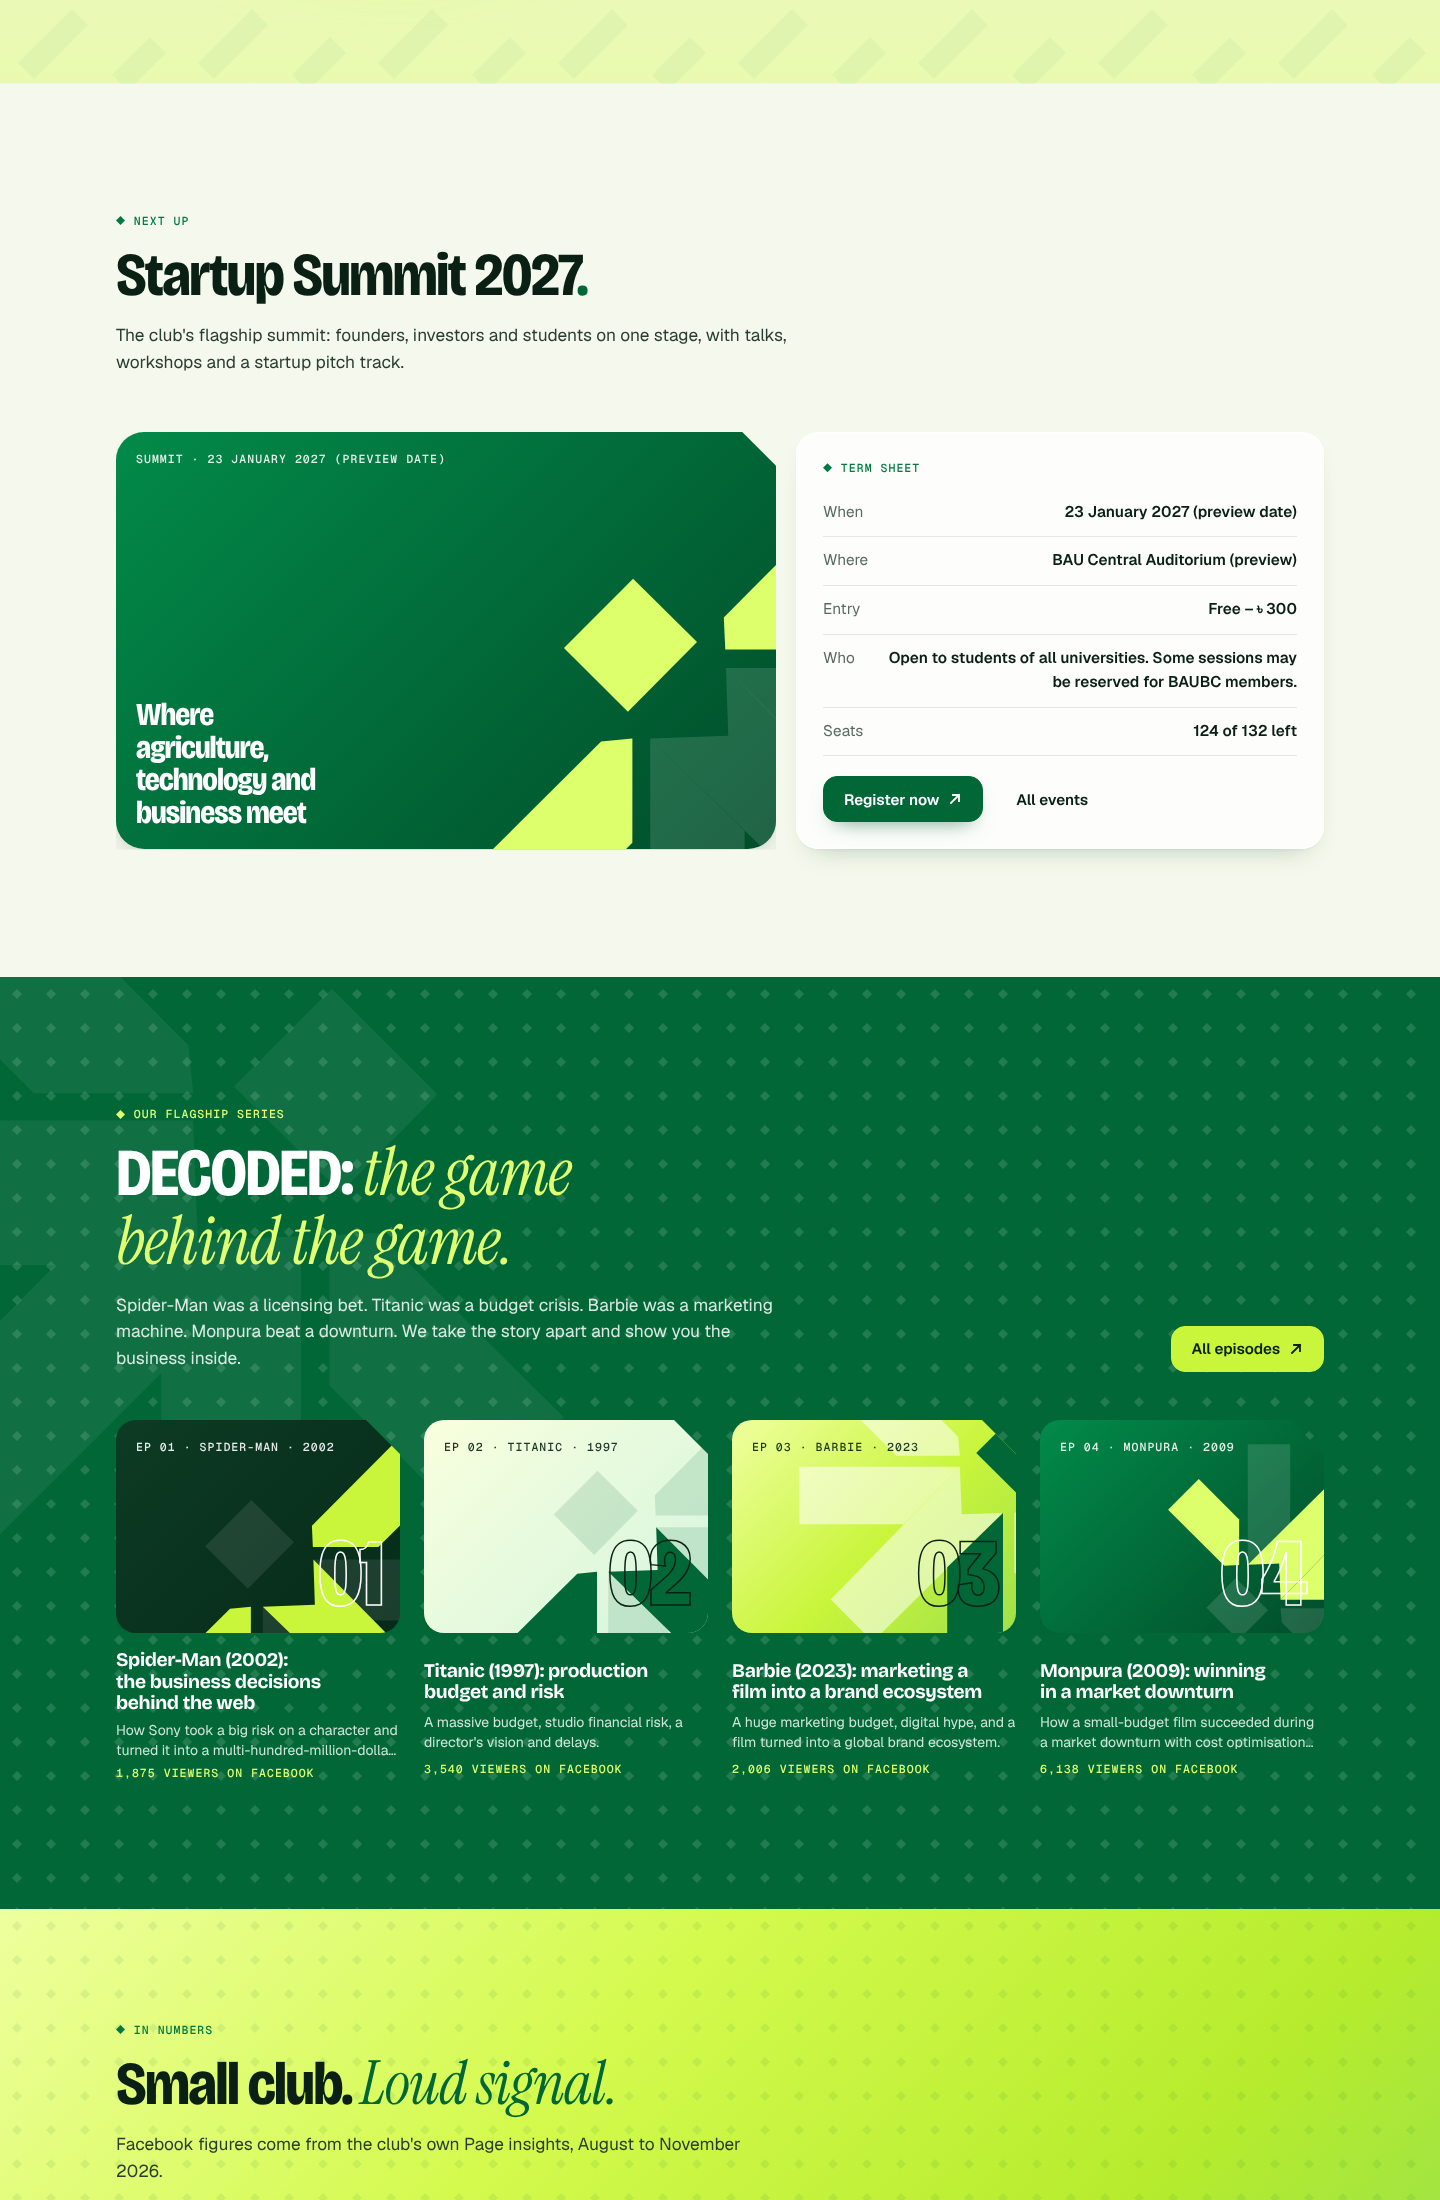 NEXT UP
Startup Summit 2027.
The club's flagship summit: founders, investors and students on one stage, with talks,
workshops and a startup pitch track.
SUMMIT · 23 JANUARY 2027 (PREVIEW DATE)
Where
agriculture,
technology and
business meet
TERM SHEET
When 23 January 2027 (preview date)
Where BAU Central Auditorium (preview)
Entry Free – ৳ 300
Who Open to students of all universities. Some sessions may
be reserved for BAUBC members.
Seats 124 of 132 left
Register now All events
OUR FLAGSHIP SERIES
DECODED: the game
behind the game.
Spider-Man was a licensing bet. Titanic was a budget crisis. Barbie was a marketing
machine. Monpura beat a downturn. We take the story apart and show you the
business inside.
All episodes
EP 01 · SPIDER-MAN · 2002
01
Spider-Man (2002):
the business decisions
behind the web
How Sony took a big risk on a character and
turned it into a multi-hundred-million-dolla…
1,875 VIEWERS ON FACEBOOK
EP 02 · TITANIC · 1997
02
Titanic (1997): production
budget and risk
A massive budget, studio financial risk, a
director's vision and delays.
3,540 VIEWERS ON FACEBOOK
EP 03 · BARBIE · 2023
03
Barbie (2023): marketing a
film into a brand ecosystem
A huge marketing budget, digital hype, and a
film turned into a global brand ecosystem.
2,006 VIEWERS ON FACEBOOK
EP 04 · MONPURA · 2009
04
Monpura (2009): winning
in a market downturn
How a small-budget film succeeded during
a market downturn with cost optimisation…
6,138 VIEWERS ON FACEBOOK
IN NUMBERS
Small club. Loud signal.
Facebook figures come from the club's own Page insights, August to November
2026.